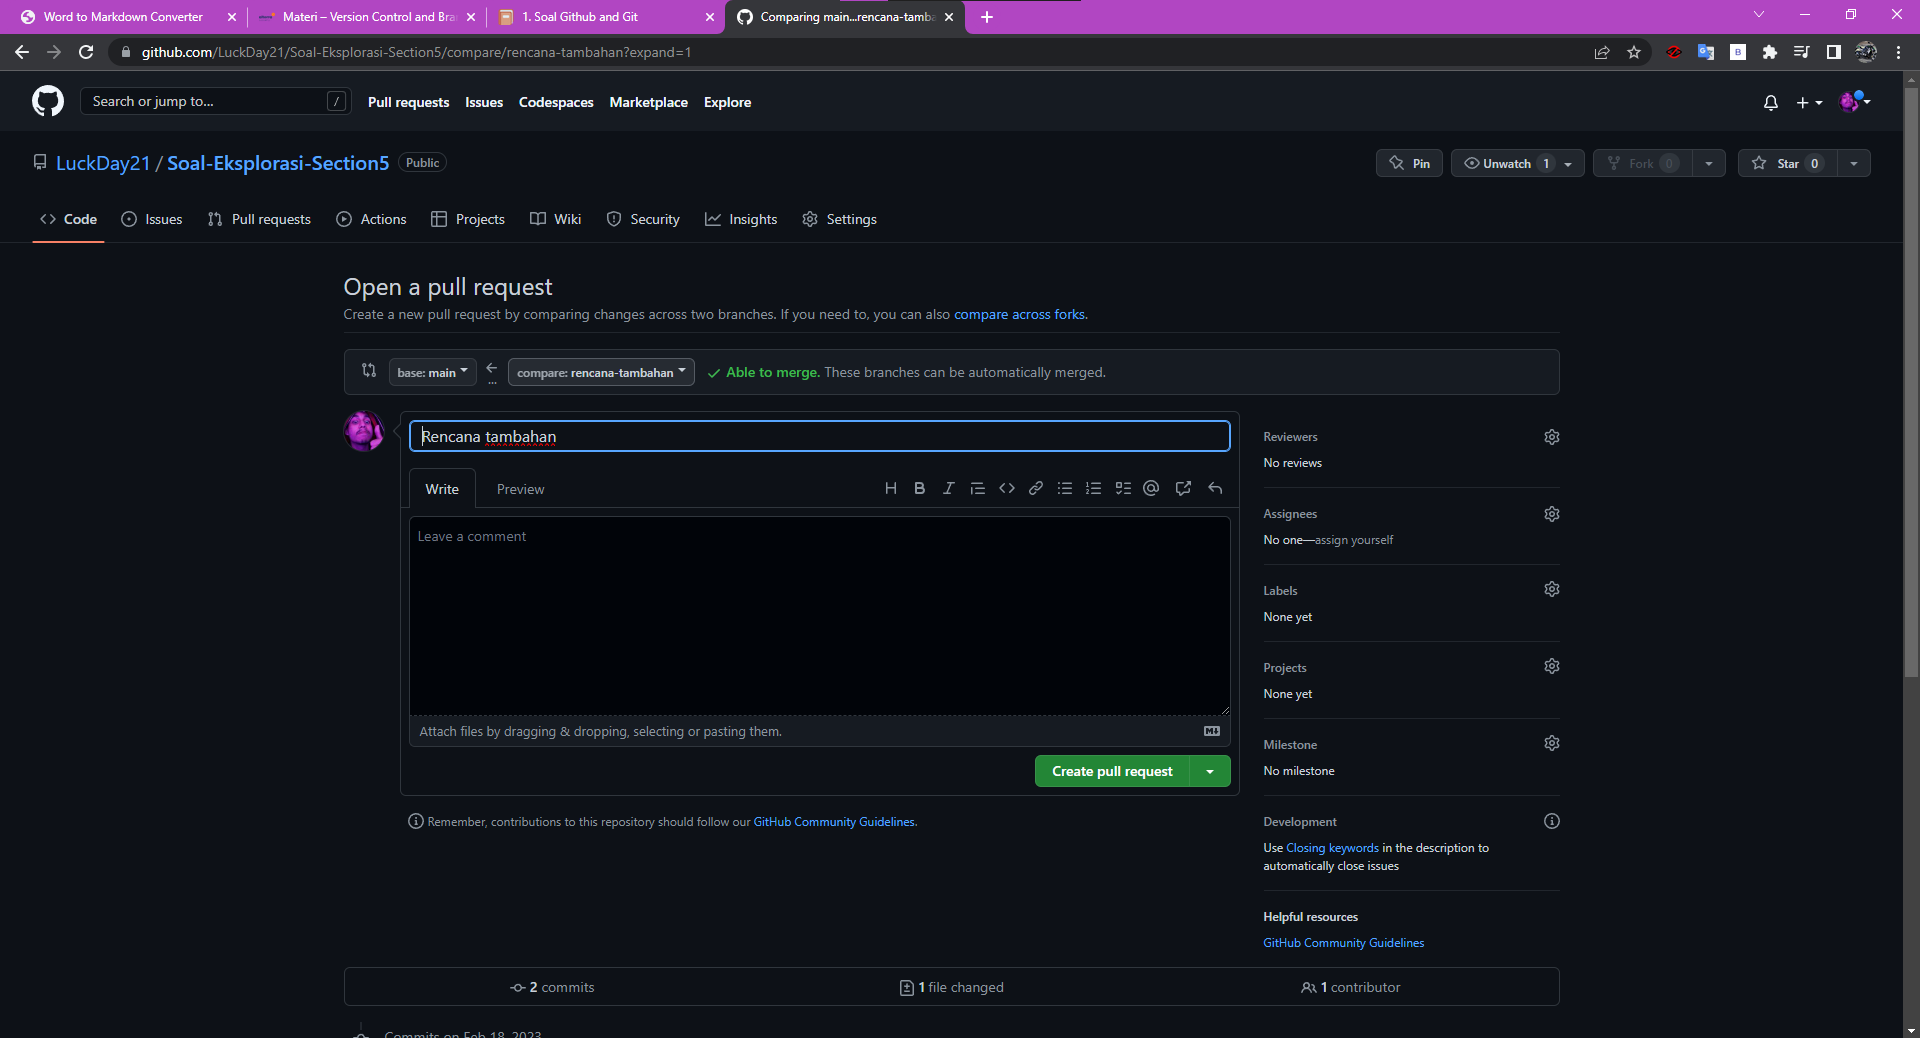 Word to Markdown Converter
Materi – Version Control and Bra
1. Soal Github and Git
Comparing main...rencana-tamba
github.com/LuckDay21/Soal-Eksplorasi-Section5/compare/rencana-tambahan?expand=1
Search or jump to... /
Pull requests Issues Codespaces Marketplace Explore
LuckDay21 / Soal-Eksplorasi-Section5 Public
Pin Unwatch 1 Fork 0 Star 0
Code Issues Pull requests Actions Projects Wiki Security Insights Settings
Open a pull request
Create a new pull request by comparing changes across two branches. If you need to, you can also compare across forks.
base: main ... compare: rencana-tambahan Able to merge. These branches can be automatically merged.
Rencana tambahan
Write Preview
Leave a comment
Attach files by dragging & dropping, selecting or pasting them.
Create pull request
Remember, contributions to this repository should follow our GitHub Community Guidelines.
Reviewers
No reviews
Assignees
No one—assign yourself
Labels
None yet
Projects
None yet
Milestone
No milestone
Development
Use Closing keywords in the description to
automatically close issues
Helpful resources
GitHub Community Guidelines
2 commits 1 file changed 1 contributor
Commits on Feb 18, 2023